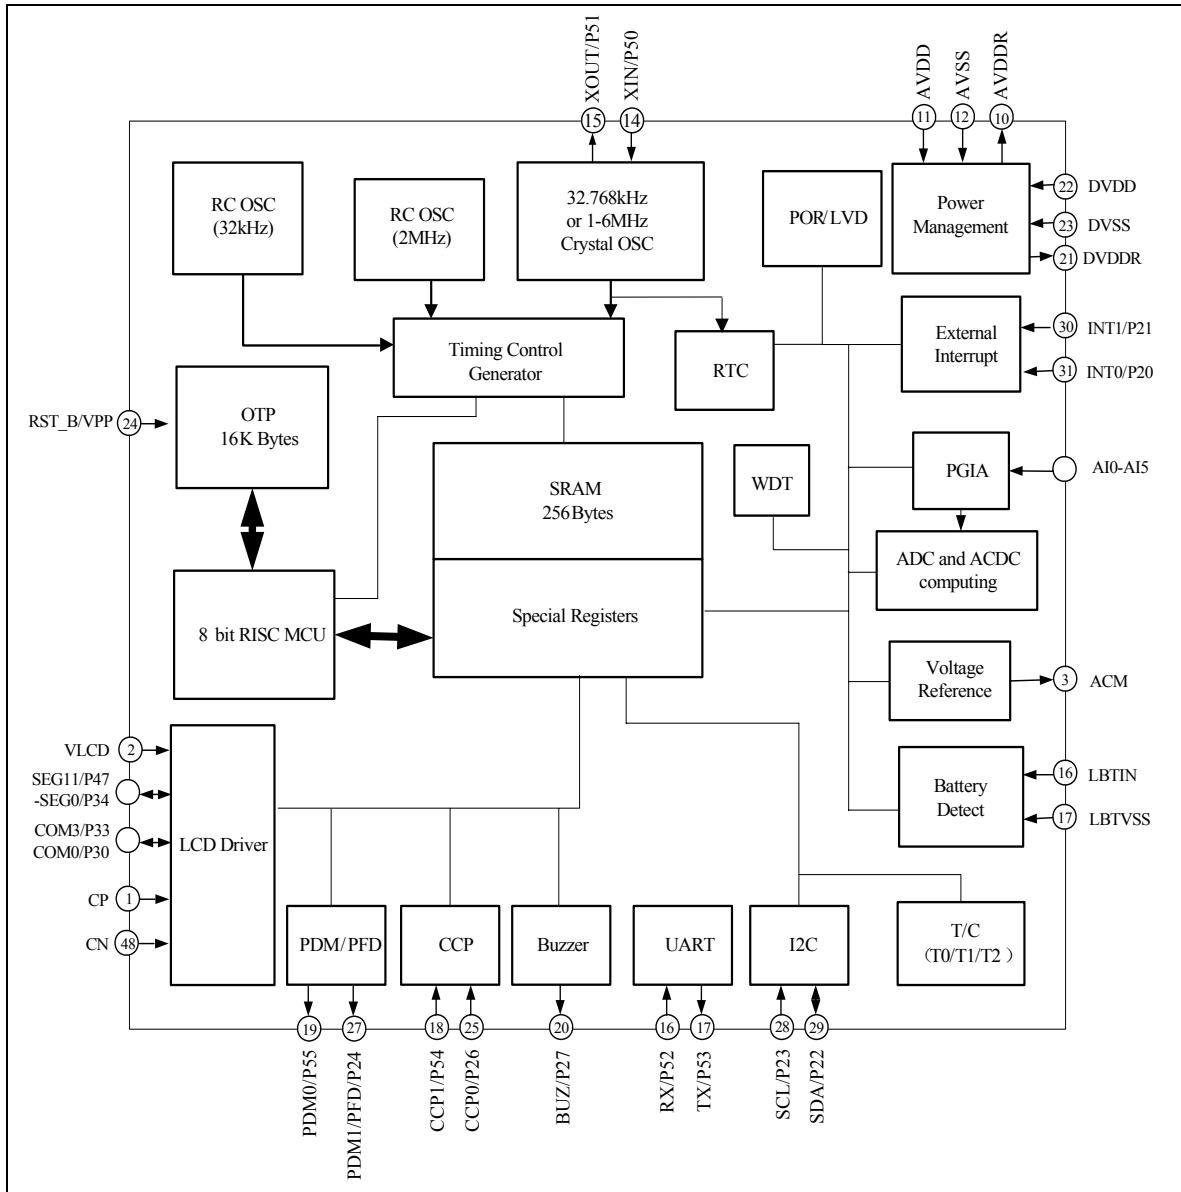 XOUT/P51
XIN/P50
AVDD
AVSS
AVDDR
15
14
11
12
10
RC OSC
(32kHz)
RC OSC
(2MHz)
32.768kHz
or 1-6MHz
Crystal OSC
POR/LVD
Power
Management
22
DVDD
23
DVSS
21
DVDDR
Timing Control
Generator
RTC
External
Interrupt
30
INT1/P21
31
INT0/P20
RST_B/VPP
24
OTP
16K Bytes
SRAM
256Bytes
WDT
PGIA
AI0-AI5
ADC and ACDC
computing
8 bit RISC MCU
Special Registers
Voltage
Reference
3
ACM
VLCD
2
SEG11/P47
-SEG0/P34
COM3/P33
COM0/P30
CP
1
CN
48
LCD Driver
Battery
Detect
16
LBTIN
17
LBTVSS
PDM/PFD
CCP
Buzzer
UART
I2C
T/C
(T0/T1/T2 )
19
27
18
25
20
16
17
28
29
PDM0/P55
PDM1/PFD/P24
CCP1/P54
CCP0/P26
BUZ/P27
RX/P52
TX/P53
SCL/P23
SDA/P22